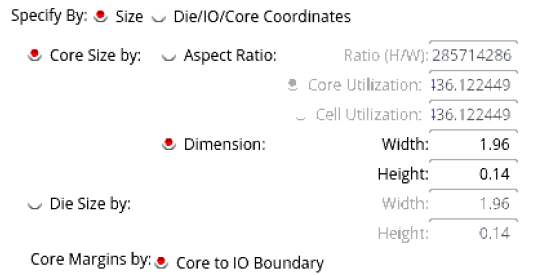 Specify By: Size Die/IO/Core Coordinates
Core Size by: Aspect Ratio: Ratio (H/W): 285714286
Core Utilization: 436.122449
Cell Utilization: 436.122449
Dimension: Width: 1.96
Height: 0.14
Die Size by: Width: 1.96
Height: 0.14
Core Margins by: Core to IO Boundary